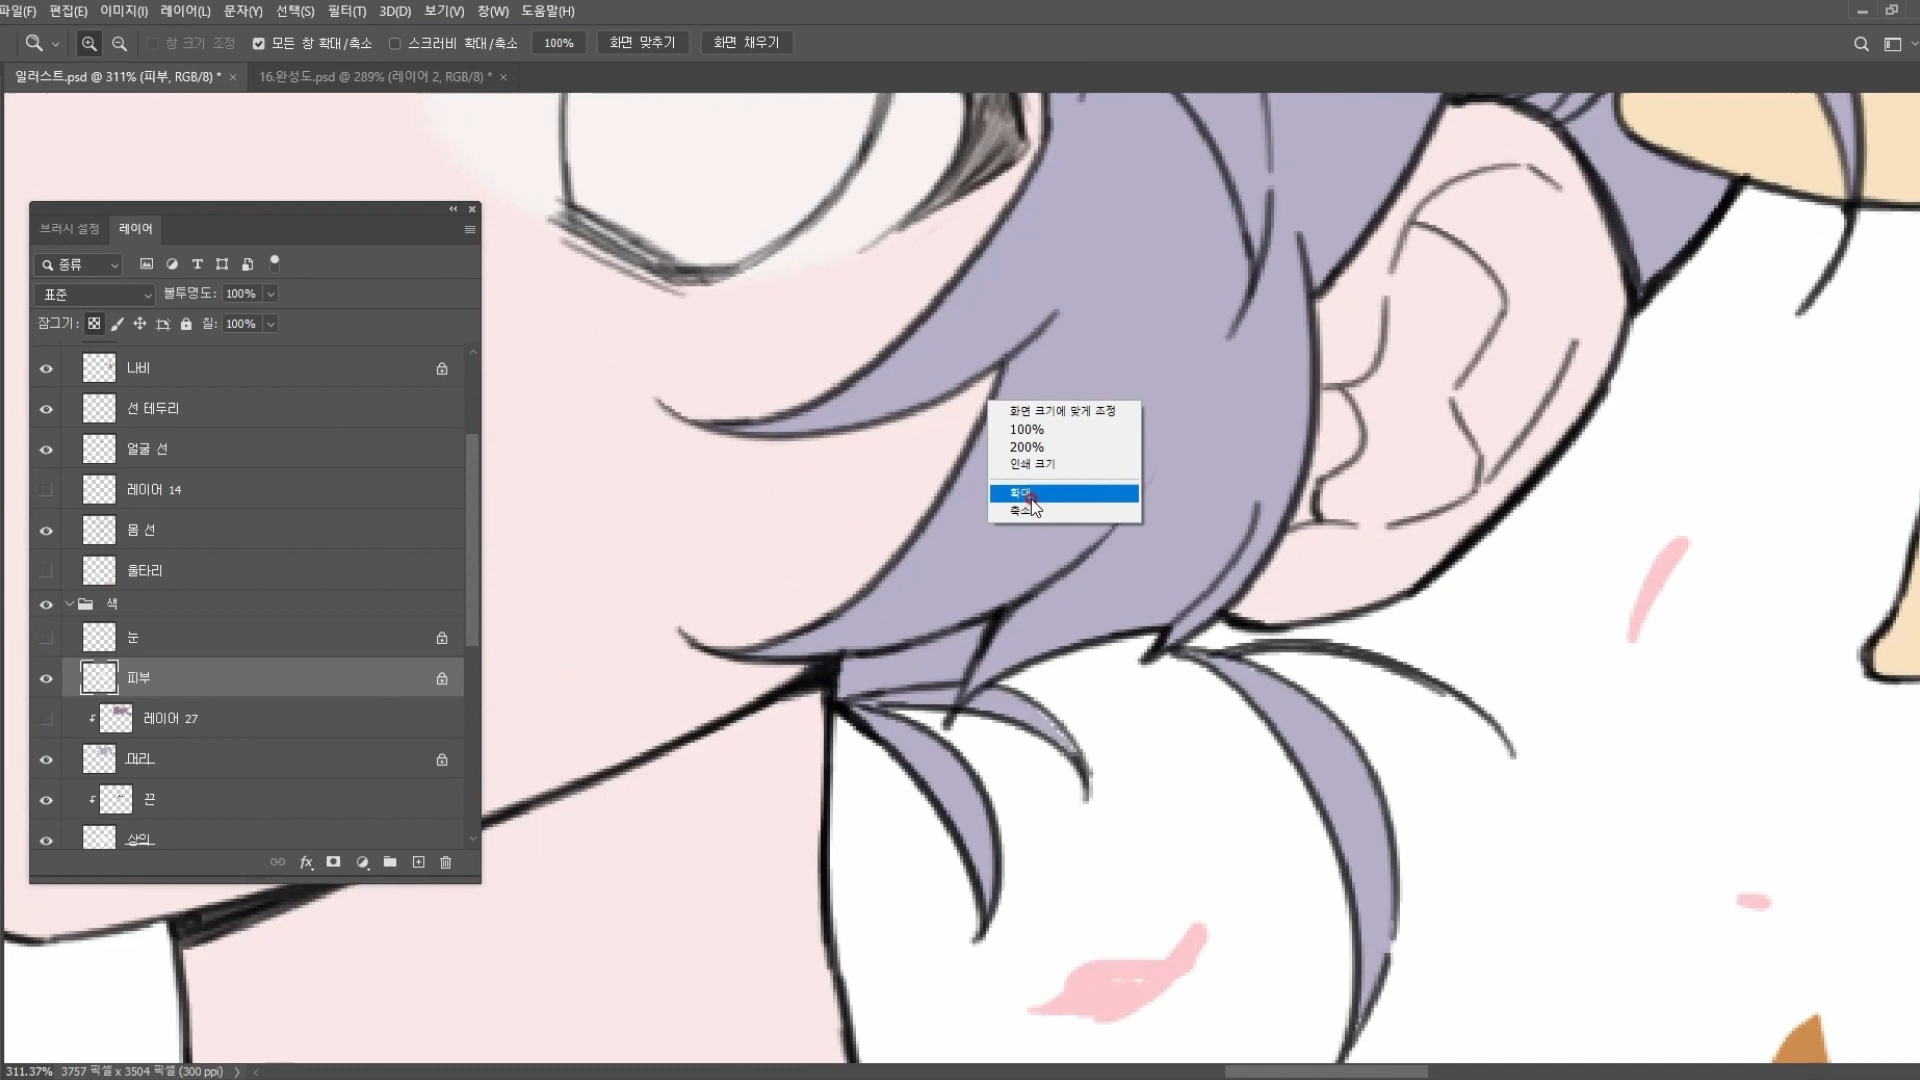 파일(F) 편집(E) 이미지(I) 레이어(L) 문자(Y) 선택(S) 필터(T) 3D(D) 보기(V) 창(W) 도움말(H)
창 크기 조정 모든 창 확대/축소 스크러비 확대/축소 100% 화면 맞추기 화면 채우기
일러스트.psd @ 311% (피부, RGB/8) * × 16.완성도.psd @ 289% (레이어 2, RGB/8) * ×
브러시 설정 레이어
종류
표준 불투명도: 100%
잠그기: 칠: 100%
나비
선 테두리
얼굴 선
레이어 14
몸 선
울타리
색
눈
피부
레이어 27
머리
끈
상의
fx
화면 크기에 맞게 조정
100%
200%
인쇄 크기
확대
축소
311.37% 3757 픽셀 x 3504 픽셀 (300 ppi)